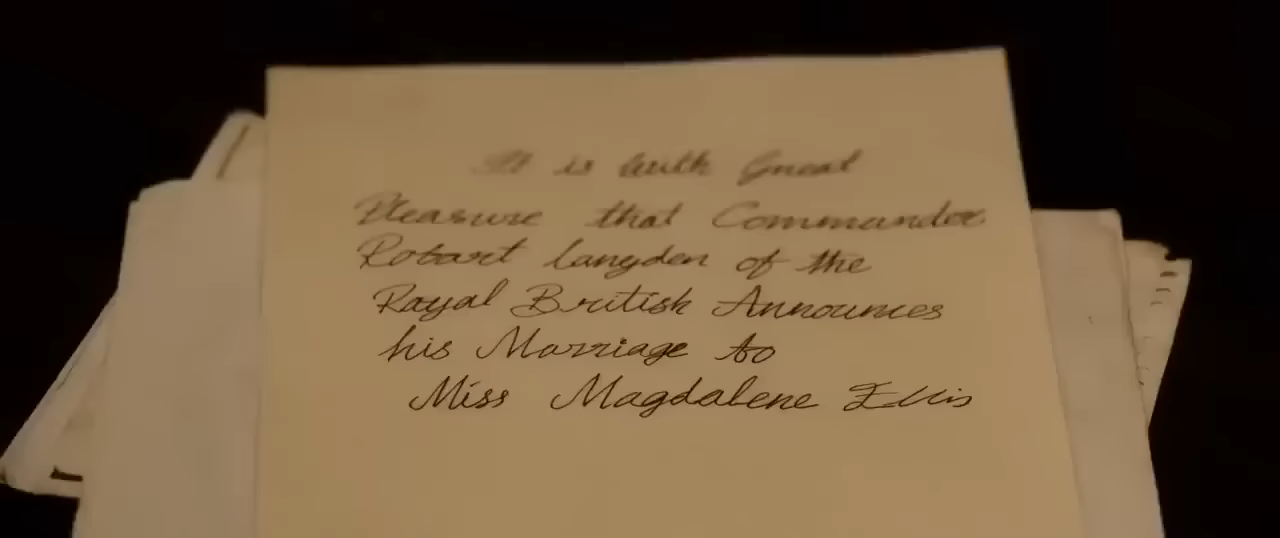 It is with Great
Pleasure that Commander
Robart langden of the
Royal British Announces
his Marriage to
Miss Magdalene Ellis